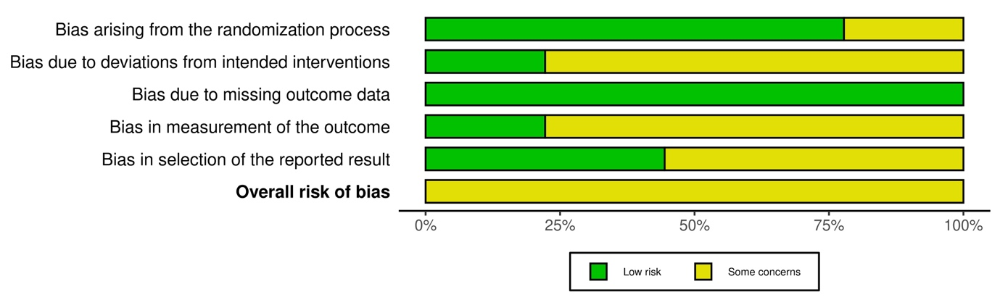 Bias arising from the randomization process
Bias due to deviations from intended interventions
Bias due to missing outcome data
Bias in measurement of the outcome
Bias in selection of the reported result
Overall risk of bias
0% 25% 50% 75% 100%
Low risk Some concerns